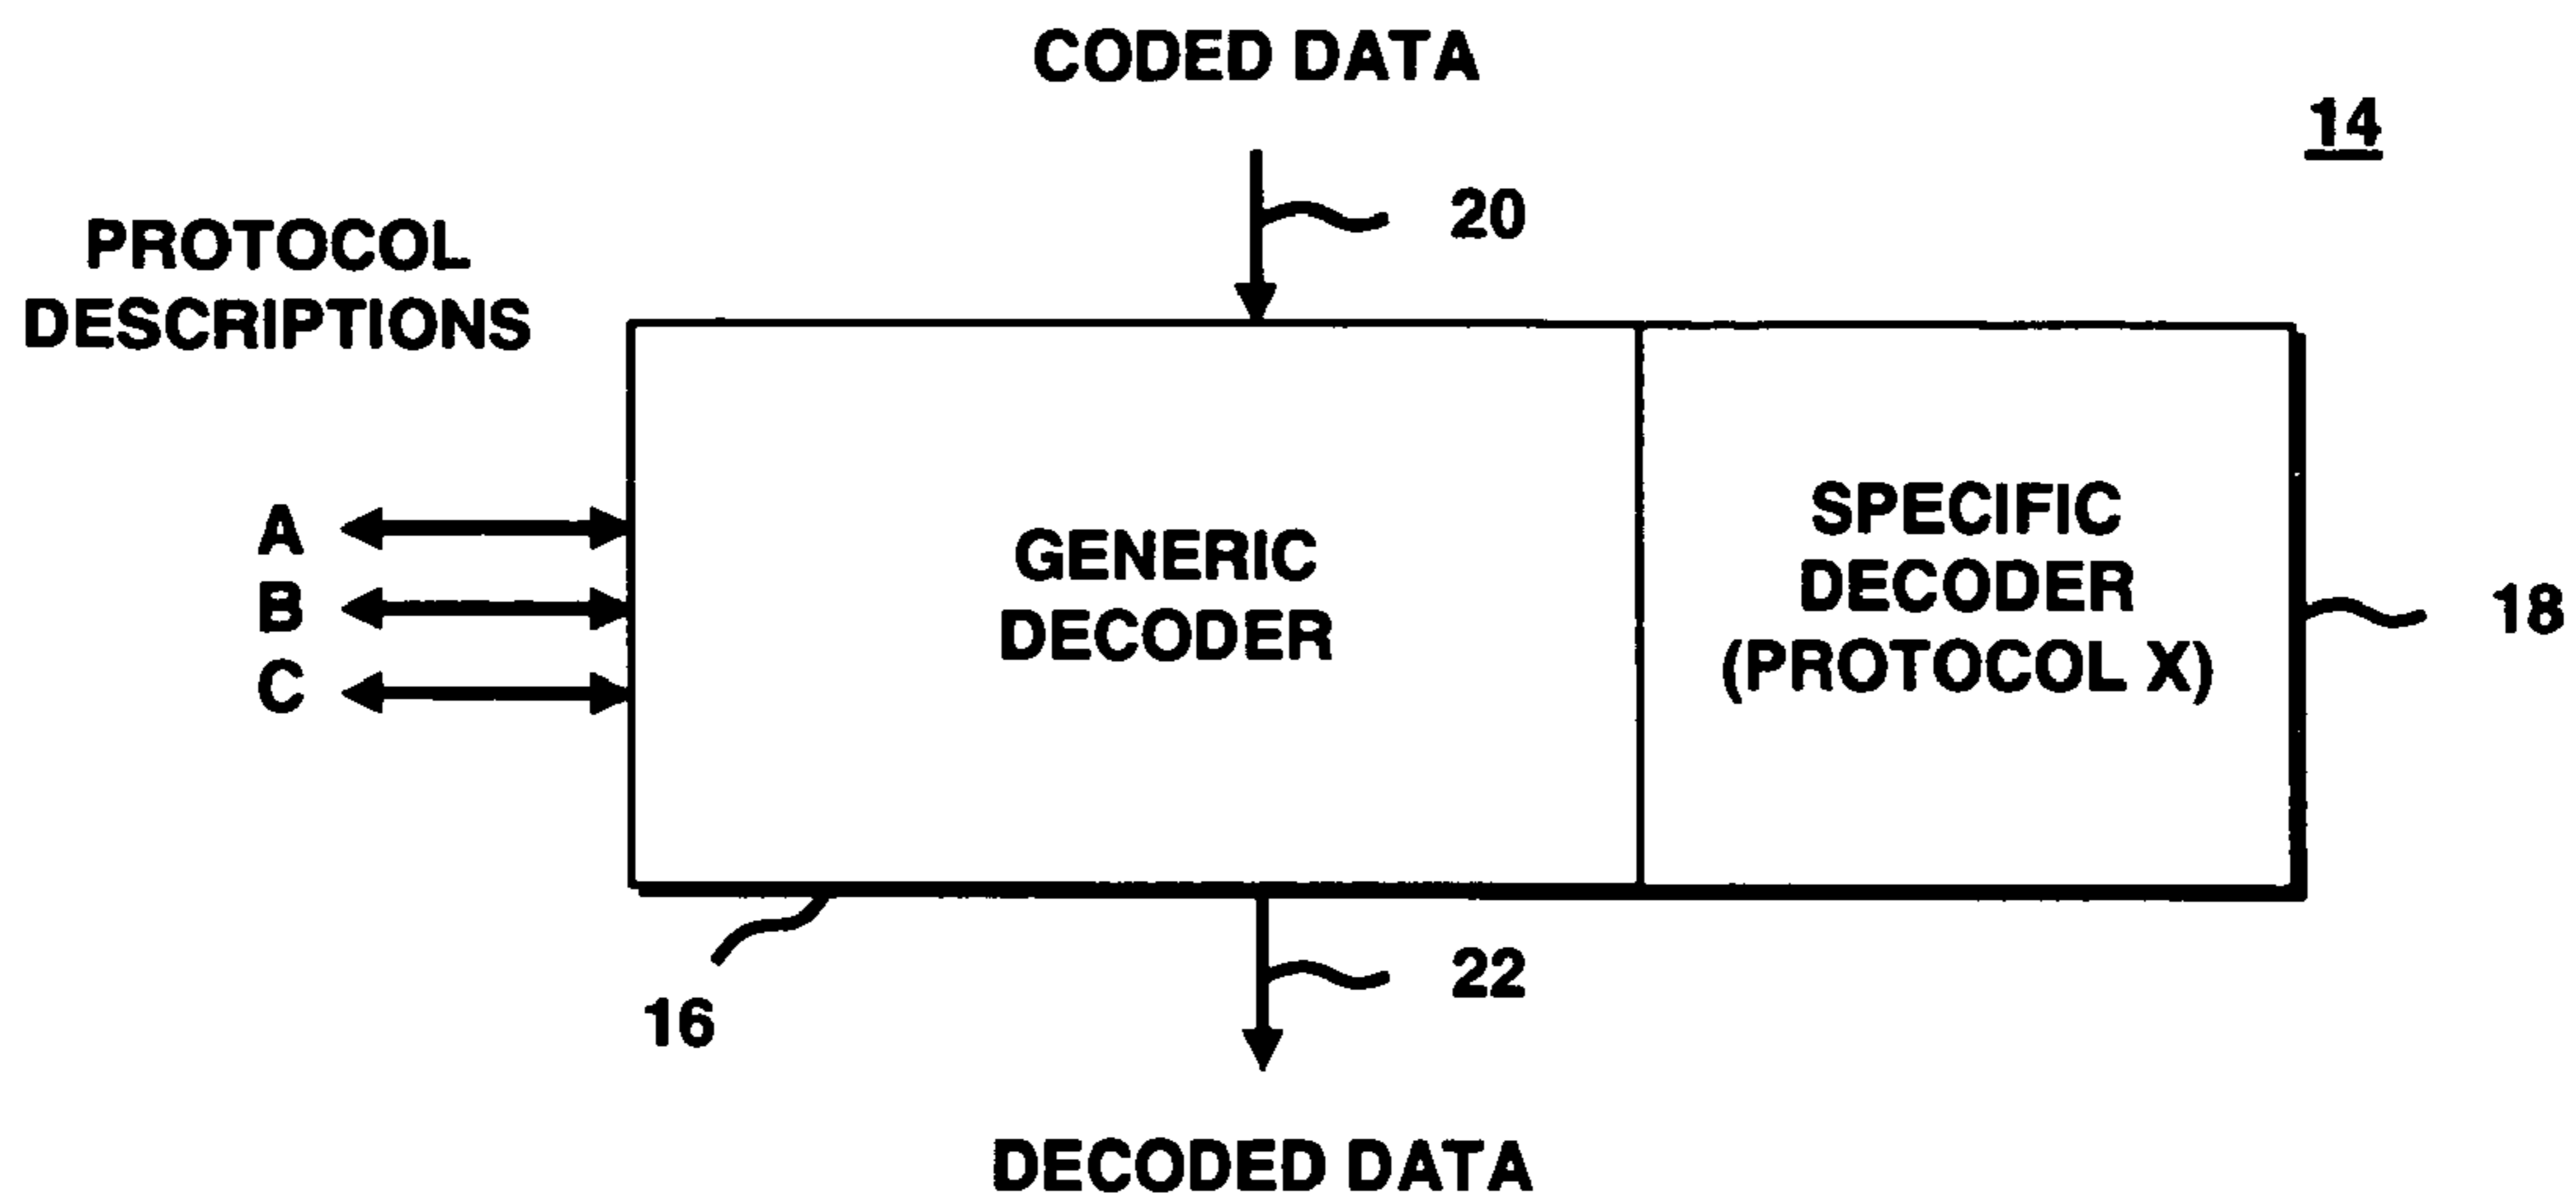 CODED DATA
14
20
PROTOCOL
DESCRIPTIONS
A
B
C
GENERIC
DECODER
SPECIFIC
DECODER
(PROTOCOL X)
18
16
22
DECODED DATA